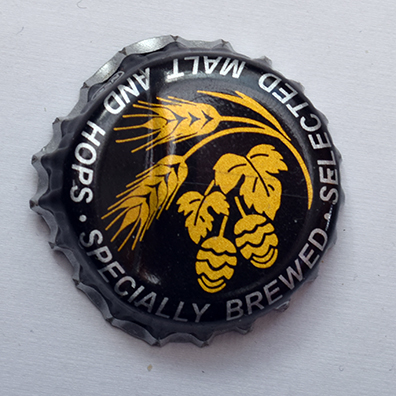 SPECIALLY BREWED · SELECTED MALT AND HOPS ·